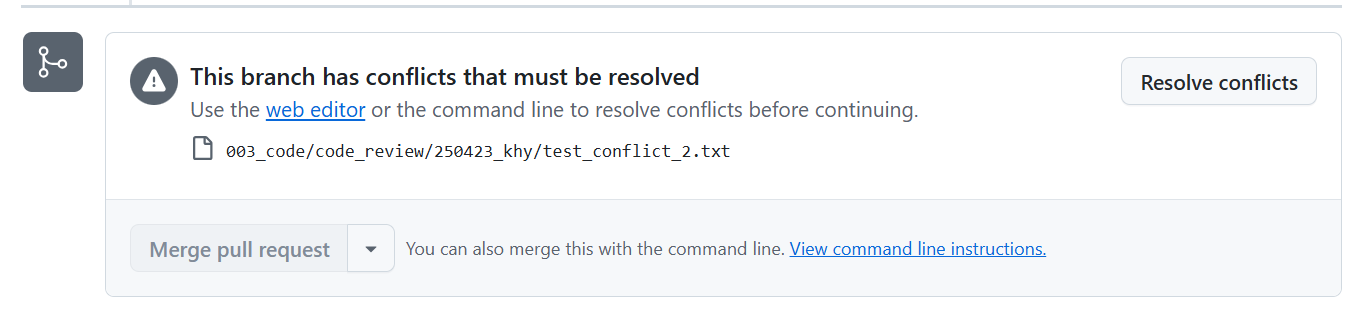 This branch has conflicts that must be resolved
Resolve conflicts
Use the web editor or the command line to resolve conflicts before continuing.
003_code/code_review/250423_khy/test_conflict_2.txt
Merge pull request
You can also merge this with the command line. View command line instructions.